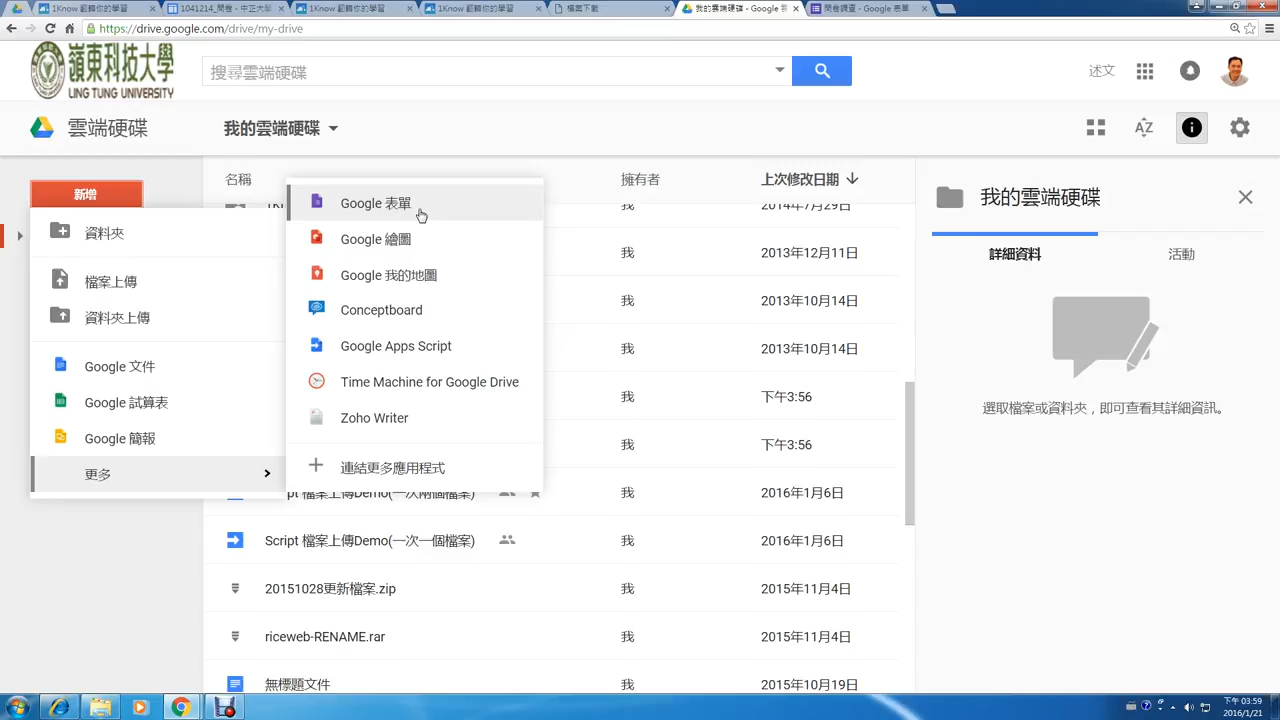 1Know 翻轉你的學習
1041214_問卷 - 中正大學
1Know 翻轉你的學習
1Know 翻轉你的學習
檔案下載
我的雲端硬碟 - Google 雲
問卷調查 - Google 表單
https://drive.google.com/drive/my-drive
嶺東科技大學
LING TUNG UNIVERSITY
搜尋雲端硬碟
述文
雲端硬碟
我的雲端硬碟
AZ
新增
資料夾
檔案上傳
資料夾上傳
Google 文件
Google 試算表
Google 簡報
更多
Google 表單
Google 繪圖
Google 我的地圖
Conceptboard
Google Apps Script
Time Machine for Google Drive
Zoho Writer
連結更多應用程式
名稱
擁有者
上次修改日期
我
2014年7月29日
我
2013年12月11日
我
2013年10月14日
我
2013年10月14日
我
下午3:56
我
下午3:56
pt 檔案上傳Demo(一次兩個檔案)
我
2016年1月6日
Script 檔案上傳Demo(一次一個檔案)
我
2016年1月6日
20151028更新檔案.zip
我
2015年11月4日
riceweb-RENAME.rar
我
2015年11月4日
無標題文件
我
2015年10月19日
我的雲端硬碟
詳細資料
活動
選取檔案或資料夾，即可查看其詳細資訊。
下午 03:59
2016/1/21